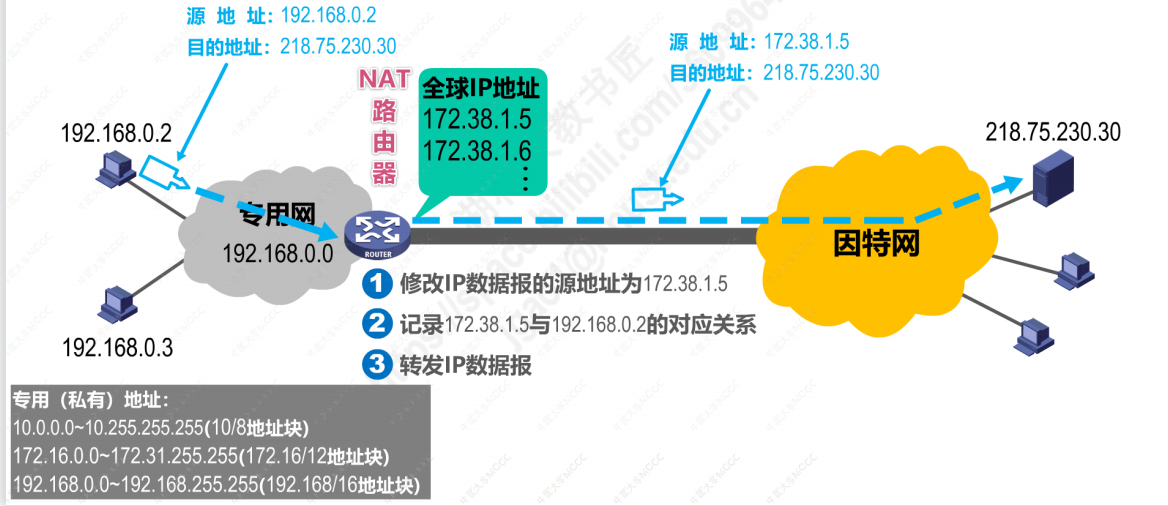 源 地 址: 192.168.0.2
目的地址: 218.75.230.30
源 地 址: 172.38.1.5
目的地址: 218.75.230.30
NAT
路
由
器
全球IP地址
172.38.1.5
172.38.1.6
⋮
192.168.0.2
218.75.230.30
专用网
192.168.0.0
ROUTER
因特网
1 修改IP数据报的源地址为172.38.1.5
2 记录172.38.1.5与192.168.0.2的对应关系
3 转发IP数据报
192.168.0.3
专用（私有）地址:
10.0.0.0~10.255.255.255(10/8地址块)
172.16.0.0~172.31.255.255(172.16/12地址块)
192.168.0.0~192.168.255.255(192.168/16地址块)